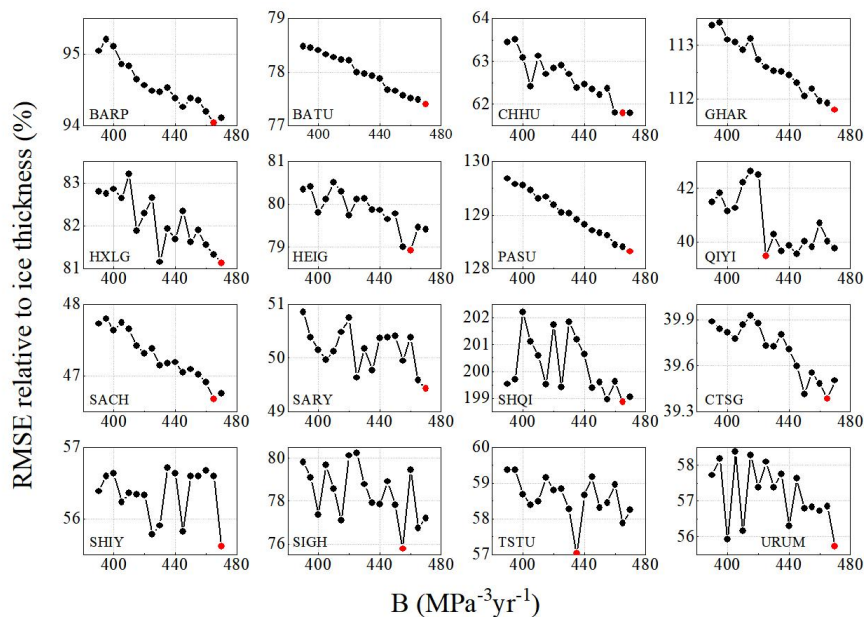 RMSE relative to ice thickness (%)
95
94
BARP
400 440 480
79
78
77
BATU
400 440 480
64
63
62
CHHU
400 440 480
113
112
GHAR
400 440 480
83
82
81
HXLG
400 440 480
81
80
79
HEIG
400 440 480
130
129
128
PASU
400 440 480
42
40
QIYI
400 440 480
48
47
SACH
400 440 480
51
50
49
SARY
400 440 480
202
201
200
199
SHQI
400 440 480
39.9
39.6
39.3
CTSG
400 440 480
57
56
SHIY
400 440 480
80
78
76
SIGH
400 440 480
60
59
58
57
TSTU
400 440 480
58
57
56
URUM
400 440 480
B (MPa⁻³yr⁻¹)